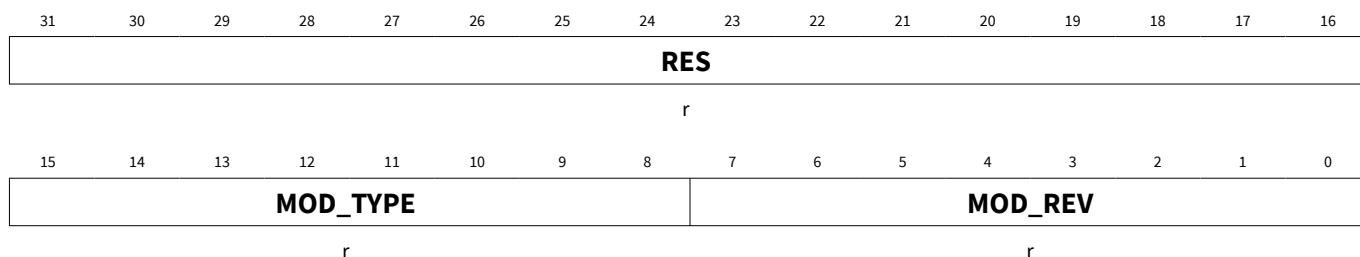 31 30 29 28 27 26 25 24 23 22 21 20 19 18 17 16
RES
r
15 14 13 12 11 10 9 8 7 6 5 4 3 2 1 0
MOD_TYPE MOD_REV
r r